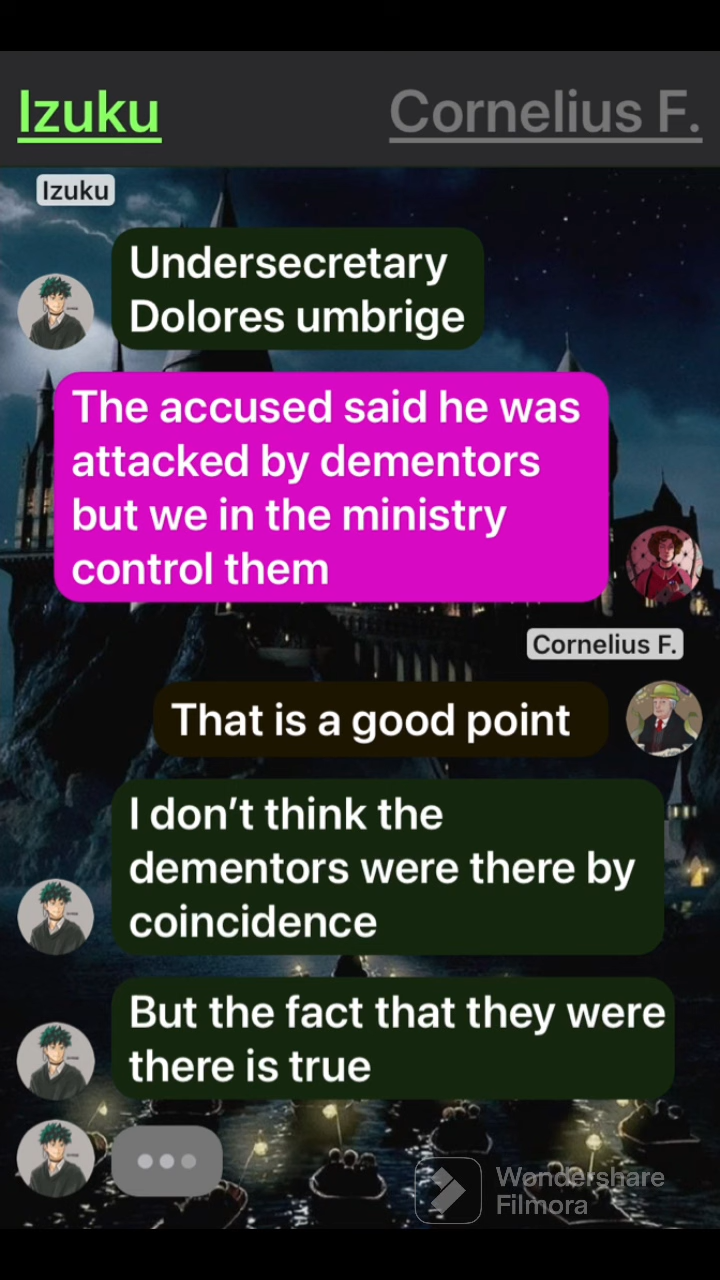 Izuku
Cornelius F.
Izuku
Undersecretary
Dolores umbrige
The accused said he was
attacked by dementors
but we in the ministry
control them
Cornelius F.
That is a good point
I don’t think the
dementors were there by
coincidence
But the fact that they were
there is true
Wondershare
Filmora